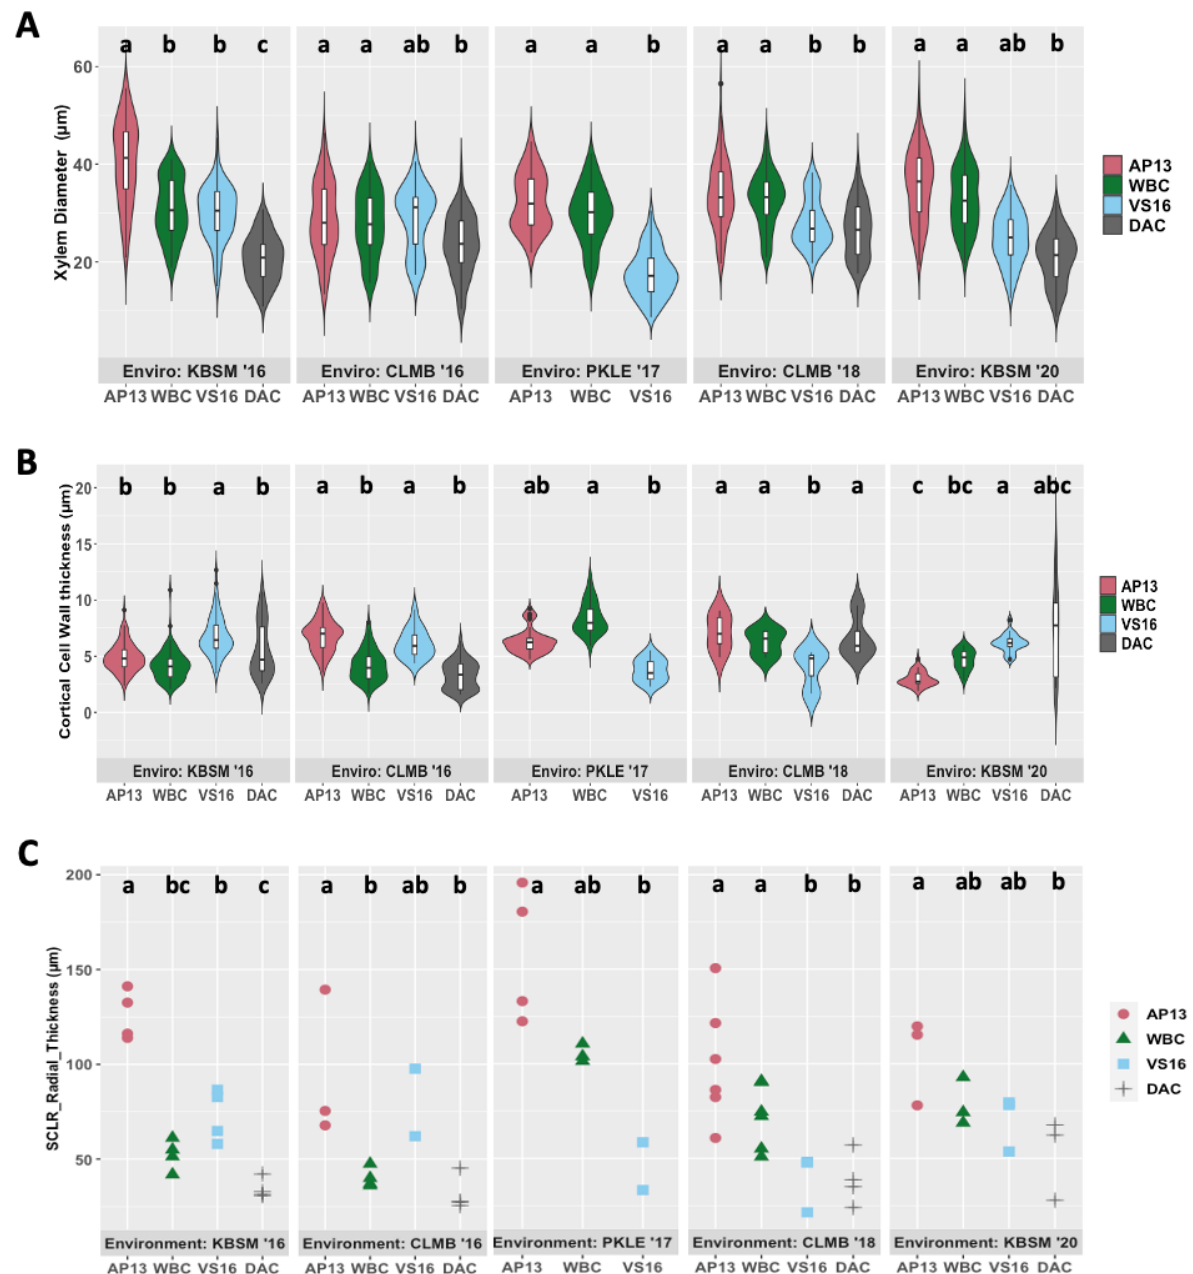 A
a b b c a a ab b a a b a a b b a a ab b
60
40
20
Xylem Diameter (µm)
AP13
WBC
VS16
DAC
Enviro: KBSM '16 Enviro: CLMB '16 Enviro: PKLE '17 Enviro: CLMB '18 Enviro: KBSM '20
AP13 WBC VS16 DAC AP13 WBC VS16 DAC AP13 WBC VS16 AP13 WBC VS16 DAC AP13 WBC VS16 DAC
B
b b a b a b a b ab a b a a b a c bc a abc
20
15
10
5
0
Cortical Cell Wall thickness (µm)
AP13
WBC
VS16
DAC
Enviro: KBSM '16 Enviro: CLMB '16 Enviro: PKLE '17 Enviro: CLMB '18 Enviro: KBSM '20
AP13 WBC VS16 DAC AP13 WBC VS16 DAC AP13 WBC VS16 AP13 WBC VS16 DAC AP13 WBC VS16 DAC
C
a bc b c a b ab b a ab b a a b b a ab ab b
200
150
100
50
SCLR_Radial_Thickness (µm)
AP13
WBC
VS16
DAC
Environment: KBSM '16 Environment: CLMB '16 Environment: PKLE '17 Environment: CLMB '18 Environment: KBSM '20
AP13 WBC VS16 DAC AP13 WBC VS16 DAC AP13 WBC VS16 AP13 WBC VS16 DAC AP13 WBC VS16 DAC